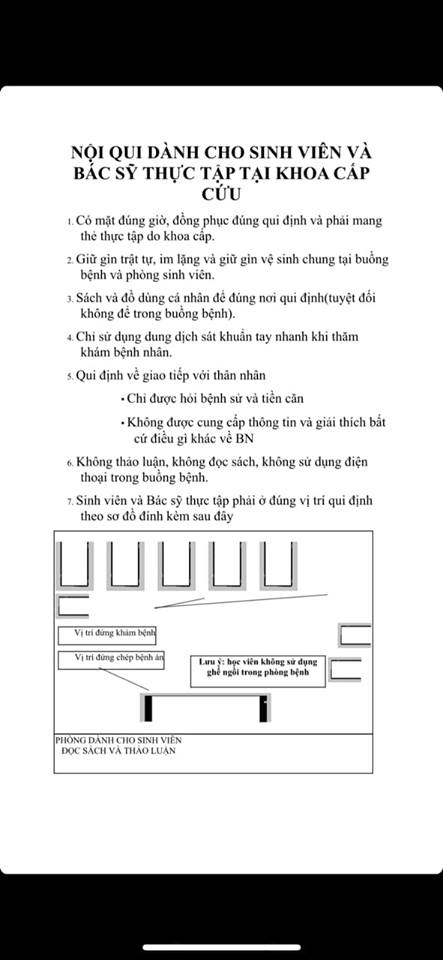 NỘI QUI DÀNH CHO SINH VIÊN VÀ
BÁC SỸ THỰC TẬP TẠI KHOA CẤP
CỨU
1. Có mặt đúng giờ, đồng phục đúng qui định và phải mang
thẻ thực tập do khoa cấp.
2. Giữ gìn trật tự, im lặng và giữ gìn vệ sinh chung tại buồng
bệnh và phòng sinh viên.
3. Sách và đồ dùng cá nhân để đúng nơi qui định(tuyệt đối
không để trong buồng bệnh).
4. Chỉ sử dụng dung dịch sát khuẩn tay nhanh khi thăm
khám bệnh nhân.
5. Qui định về giao tiếp với thân nhân
• Chỉ được hỏi bệnh sử và tiền căn
• Không được cung cấp thông tin và giải thích bất
cứ điều gì khác về BN
6. Không thảo luận, không đọc sách, không sử dụng điện
thoại trong buồng bệnh.
7. Sinh viên và Bác sỹ thực tập phải ở đúng vị trí qui định
theo sơ đồ đính kèm sau đây
Vị trí đứng khám bệnh
Vị trí đứng chép bệnh án
Lưu ý: học viên không sử dụng
ghế ngồi trong phòng bệnh
PHÒNG DÀNH CHO SINH VIÊN
ĐỌC SÁCH VÀ THẢO LUẬN